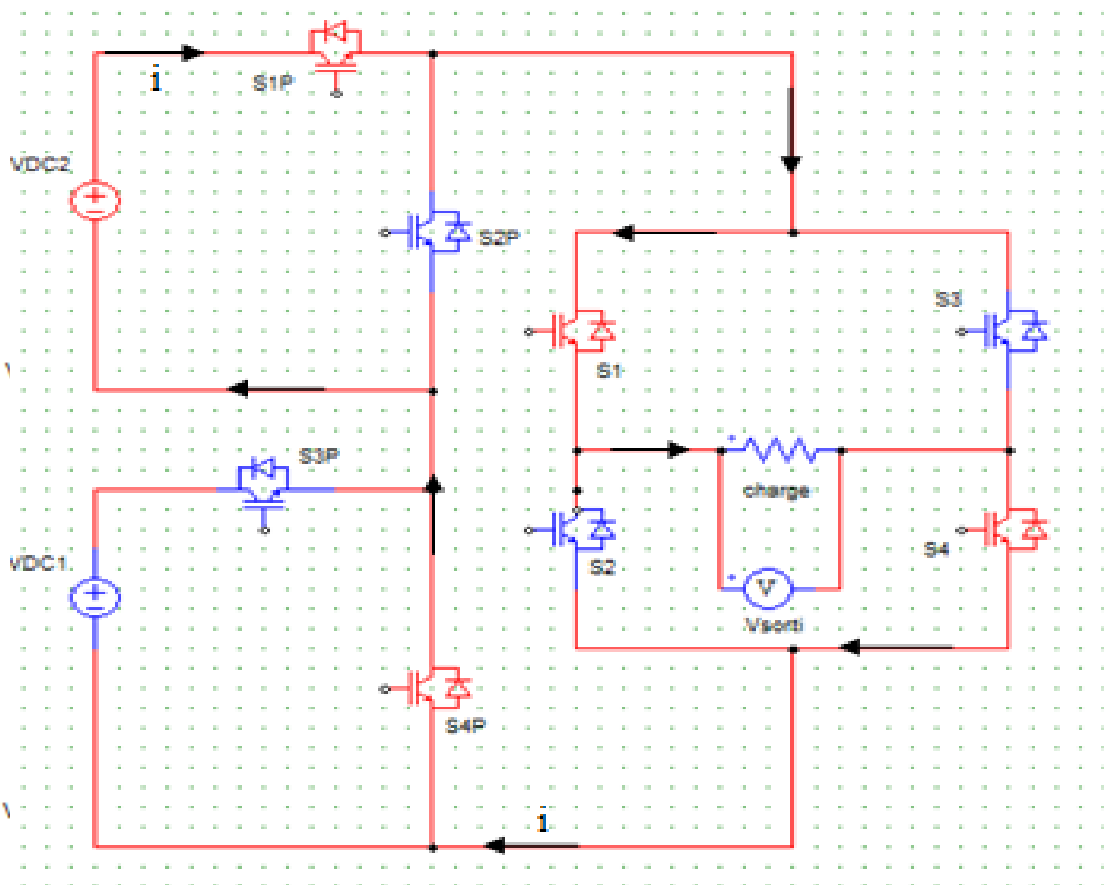 i
S1P
VDC2
S2P
S3
S1
S3P
charge
VDC1
S2
S4
V
Vsorti
S4P
i